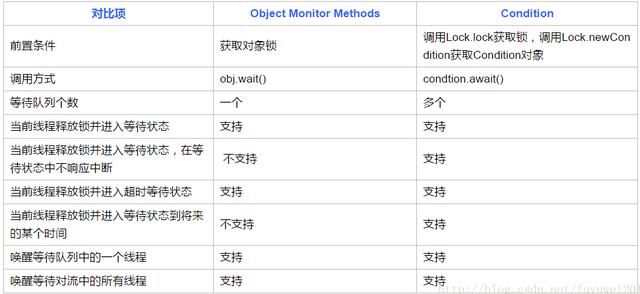 对比项 Object Monitor Methods Condition
前置条件 获取对象锁 调用Lock.lock获取锁，调用Lock.newCon
dition获取Condition对象
调用方式 obj.wait() condtion.await()
等待队列个数 一个 多个
当前线程释放锁并进入等待状态 支持 支持
当前线程释放锁并进入等待状态，在等 不支持 支持
待状态中不响应中断
当前线程释放锁并进入超时等待状态 支持 支持
当前线程释放锁并进入等待状态到将来 不支持 支持
的某个时间
唤醒等待队列中的一个线程 支持 支持
唤醒等待对流中的所有线程 支持 支持
http://blog.csdn.net/fuyuwei201